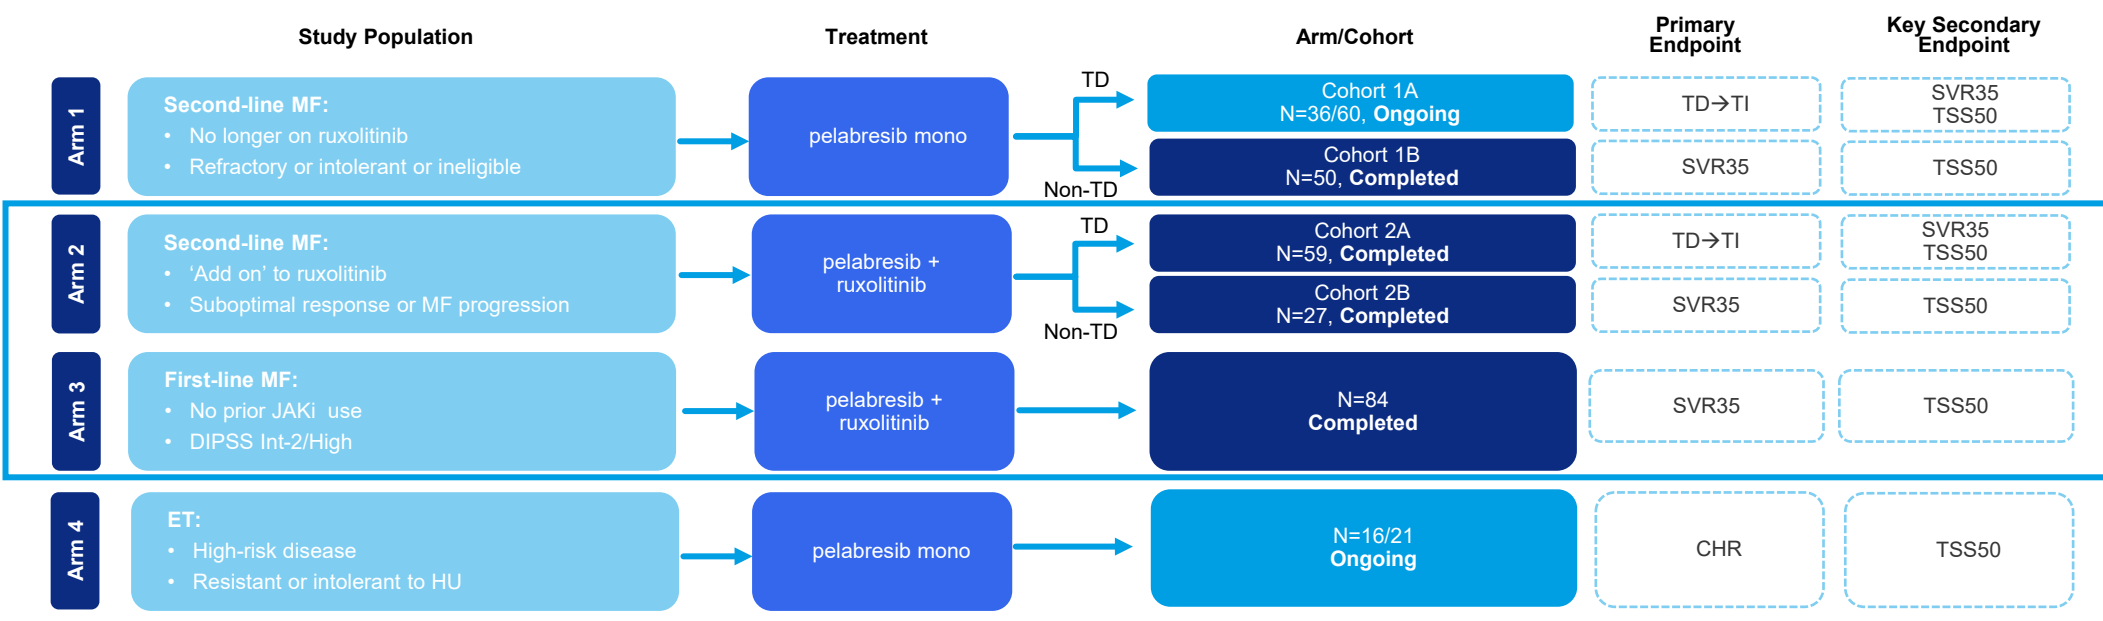 Study Population
Treatment
Arm/Cohort
Primary
Endpoint
Key Secondary
Endpoint
Arm 1
Second-line MF:
• No longer on ruxolitinib
• Refractory or intolerant or ineligible
pelabresib mono
TD
Non-TD
Cohort 1A
N=36/60, Ongoing
TD→TI
SVR35
TSS50
Cohort 1B
N=50, Completed
SVR35
TSS50
Arm 2
Second-line MF:
• ‘Add on’ to ruxolitinib
• Suboptimal response or MF progression
pelabresib +
ruxolitinib
TD
Non-TD
Cohort 2A
N=59, Completed
TD→TI
SVR35
TSS50
Cohort 2B
N=27, Completed
SVR35
TSS50
Arm 3
First-line MF:
• No prior JAKi use
• DIPSS Int-2/High
pelabresib +
ruxolitinib
N=84
Completed
SVR35
TSS50
Arm 4
ET:
• High-risk disease
• Resistant or intolerant to HU
pelabresib mono
N=16/21
Ongoing
CHR
TSS50